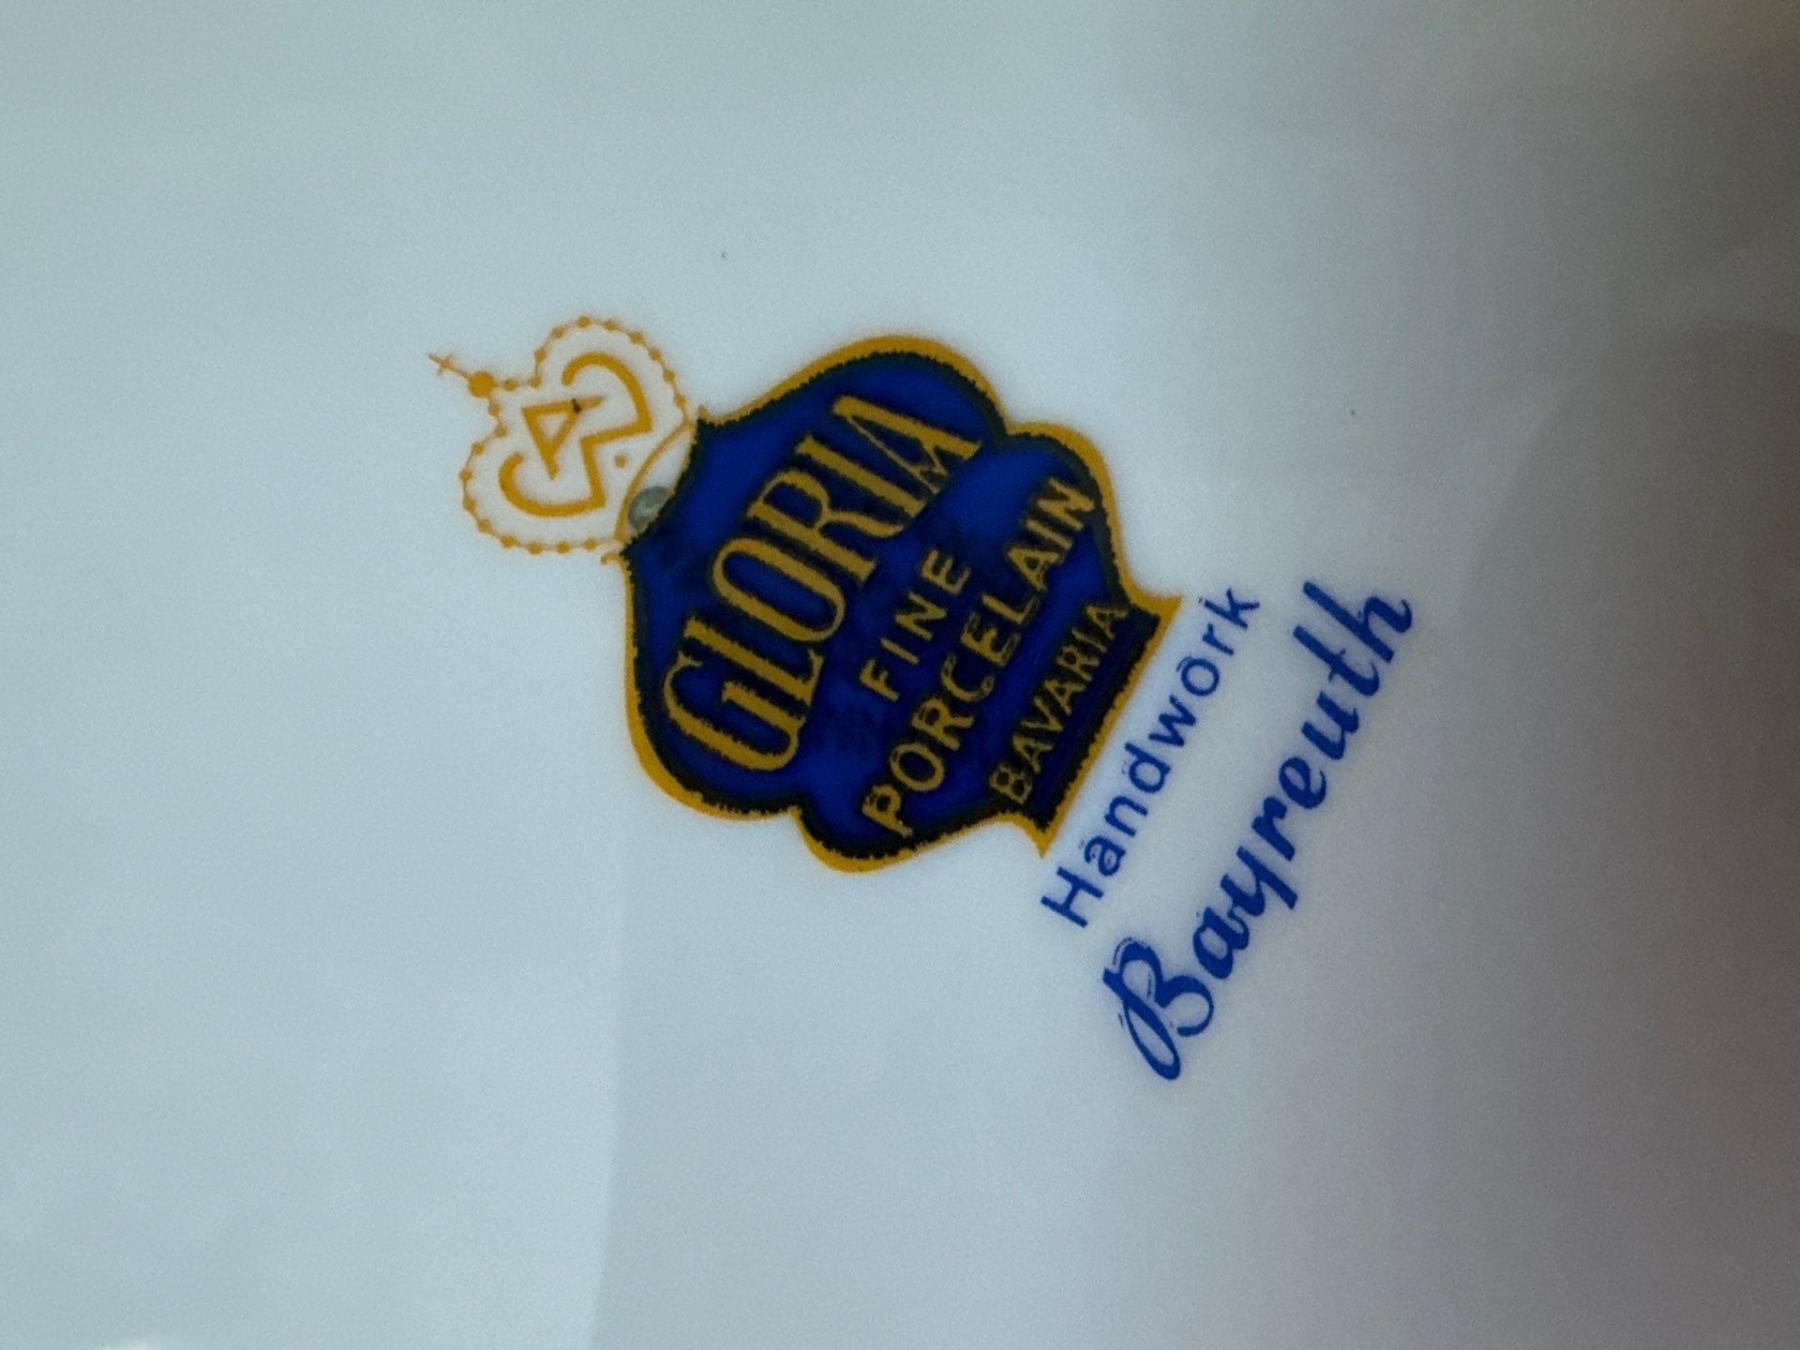 GLORIA
FINE
PORCELAIN
BAVARIA
Handwork
Bayreuth